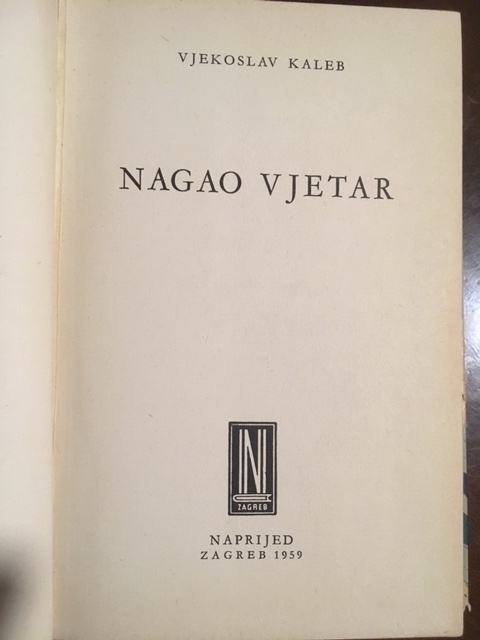 VJEKOSLAV KALEB
NAGAO VJETAR
N
ZAGREB
NAPRIJED
ZAGREB 1959